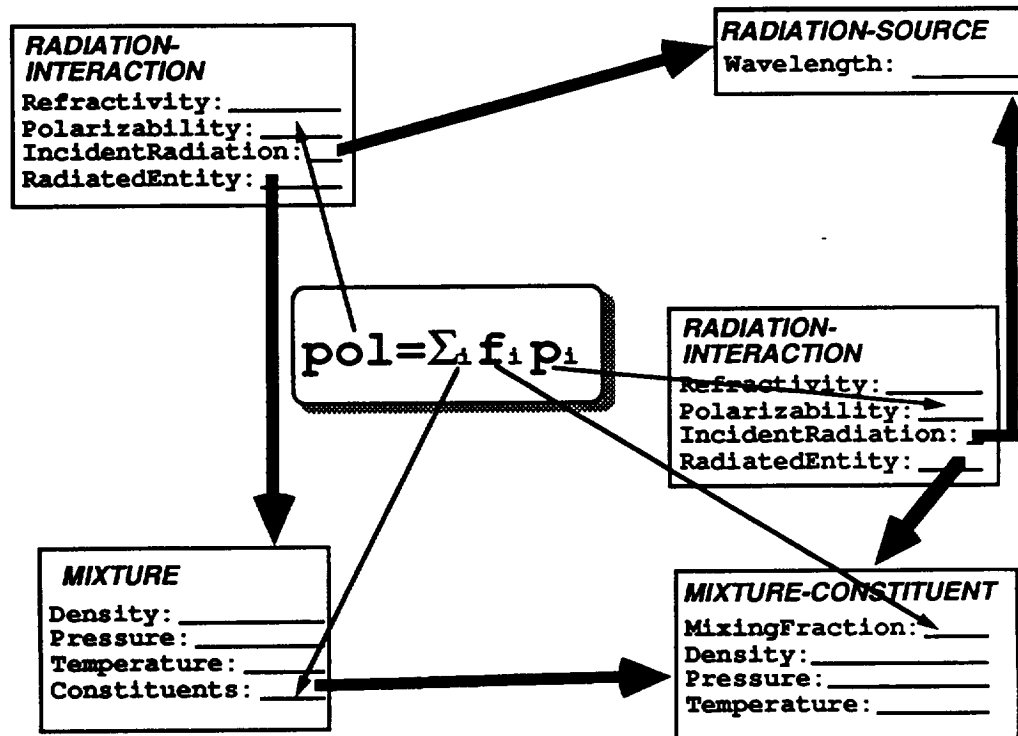 RADIATION-
INTERACTION
Refractivity:
Polarizability:
IncidentRadiation:
RadiatedEntity:
RADIATION-SOURCE
Wavelength:
pol=Σi fi pi
RADIATION-
INTERACTION
Refractivity:
Polarizability:
IncidentRadiation:
RadiatedEntity:
MIXTURE
Density:
Pressure:
Temperature:
Constituents:
MIXTURE-CONSTITUENT
MixingFraction:
Density:
Pressure:
Temperature: